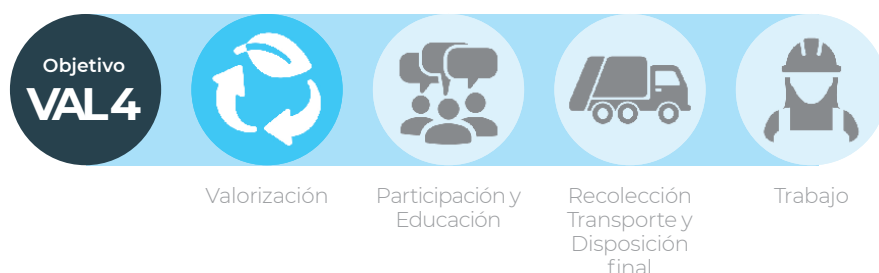 Objetivo
VAL4
Valorización
Participación y
Educación
Recolección
Transporte y
Disposición
final
Trabajo